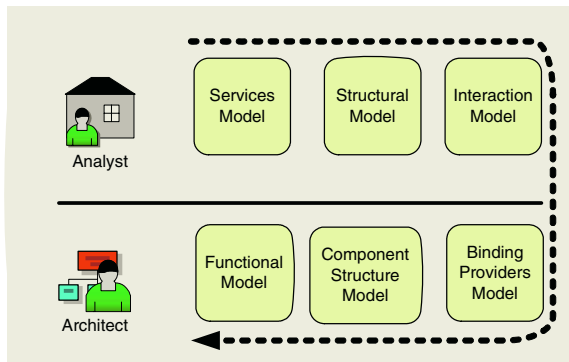 Services
Model
Structural
Model
Interaction
Model
Analyst
Functional
Model
Component
Structure
Model
Binding
Providers
Model
Architect